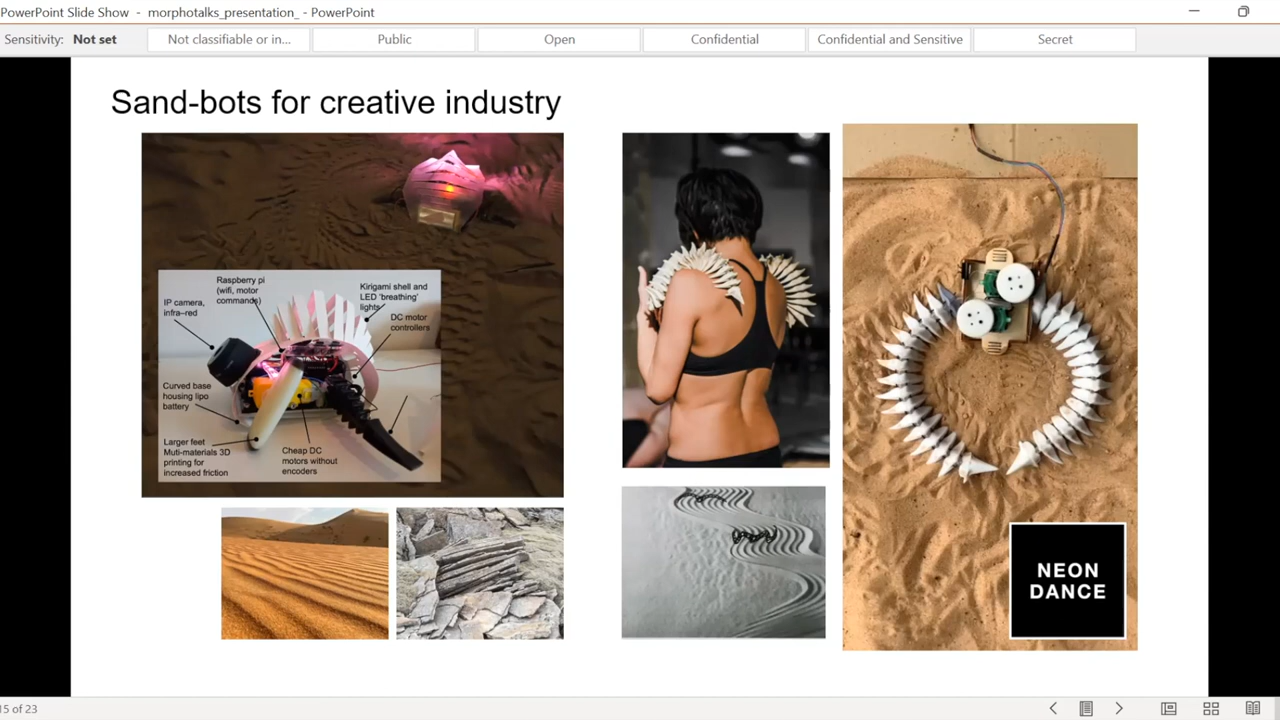 PowerPoint Slide Show - morphotalks_presentation_ - PowerPoint
Sensitivity: Not set
Not classifiable or in...
Public
Open
Confidential
Confidential and Sensitive
Secret
Sand-bots for creative industry
Raspberry pi
(wifi, motor
commands)
IP camera,
infra–red
Kirigami shell and
LED 'breathing'
lights
DC motor
controllers
Curved base
housing lipo
battery
Larger feet
Muti-materials 3D
printing for
increased friction
Cheap DC
motors without
encoders
NEON
DANCE
15 of 23